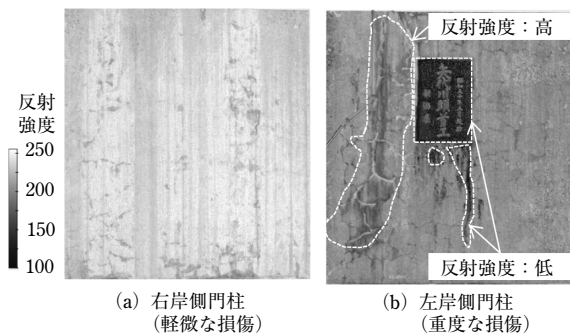 反射強度：高
反射
強度
250
200
150
100
反射強度：低
(a) 右岸側門柱
(軽微な損傷)
(b) 左岸側門柱
(重度な損傷)